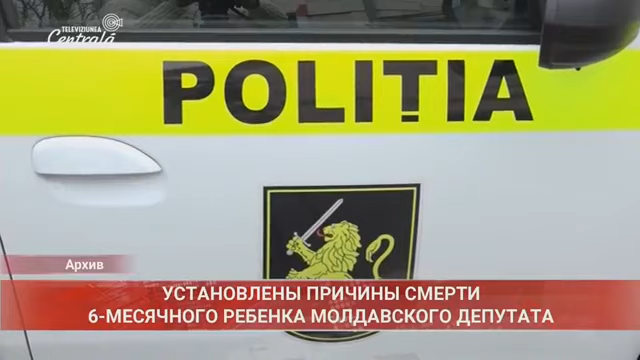 TELEVIZIUNEA
Centrală
POLIȚIA
Архив
УСТАНОВЛЕНЫ ПРИЧИНЫ СМЕРТИ
6-МЕСЯЧНОГО РЕБЕНКА МОЛДАВСКОГО ДЕПУТАТА